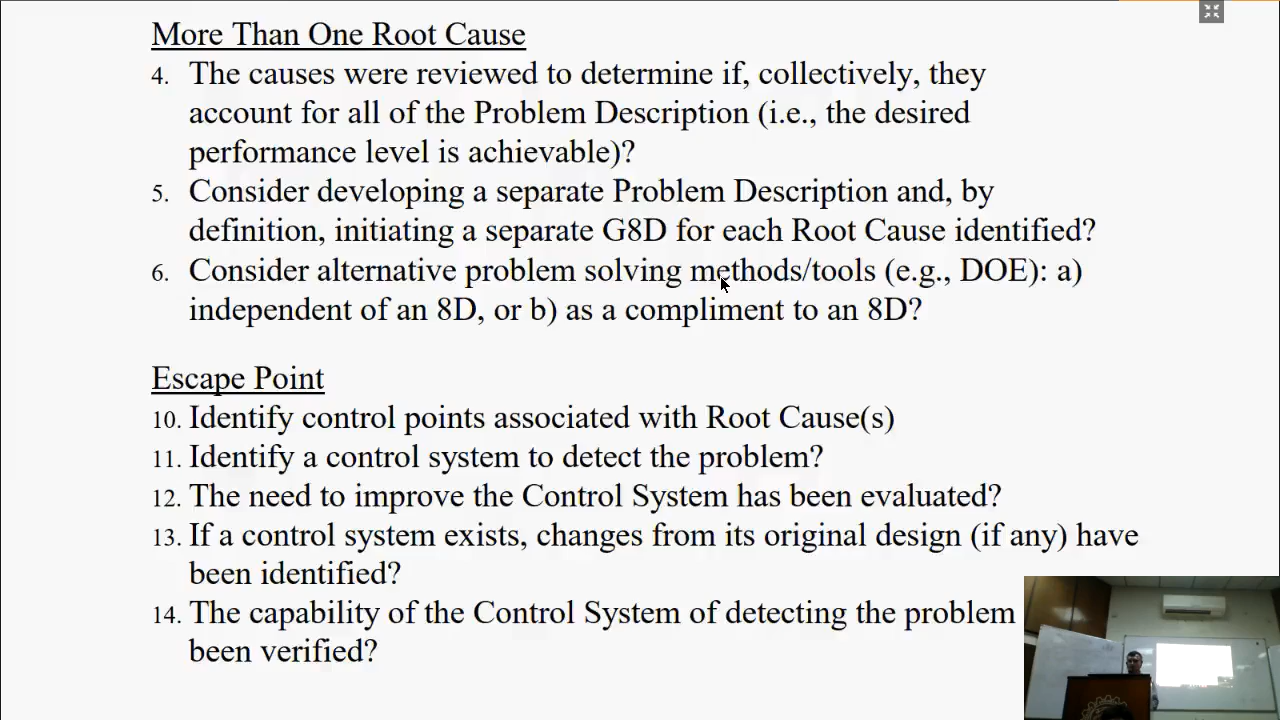 More Than One Root Cause
4. The causes were reviewed to determine if, collectively, they
account for all of the Problem Description (i.e., the desired
performance level is achievable)?
5. Consider developing a separate Problem Description and, by
definition, initiating a separate G8D for each Root Cause identified?
6. Consider alternative problem solving methods/tools (e.g., DOE): a)
independent of an 8D, or b) as a compliment to an 8D?
Escape Point
10. Identify control points associated with Root Cause(s)
11. Identify a control system to detect the problem?
12. The need to improve the Control System has been evaluated?
13. If a control system exists, changes from its original design (if any) have
been identified?
14. The capability of the Control System of detecting the problem
been verified?